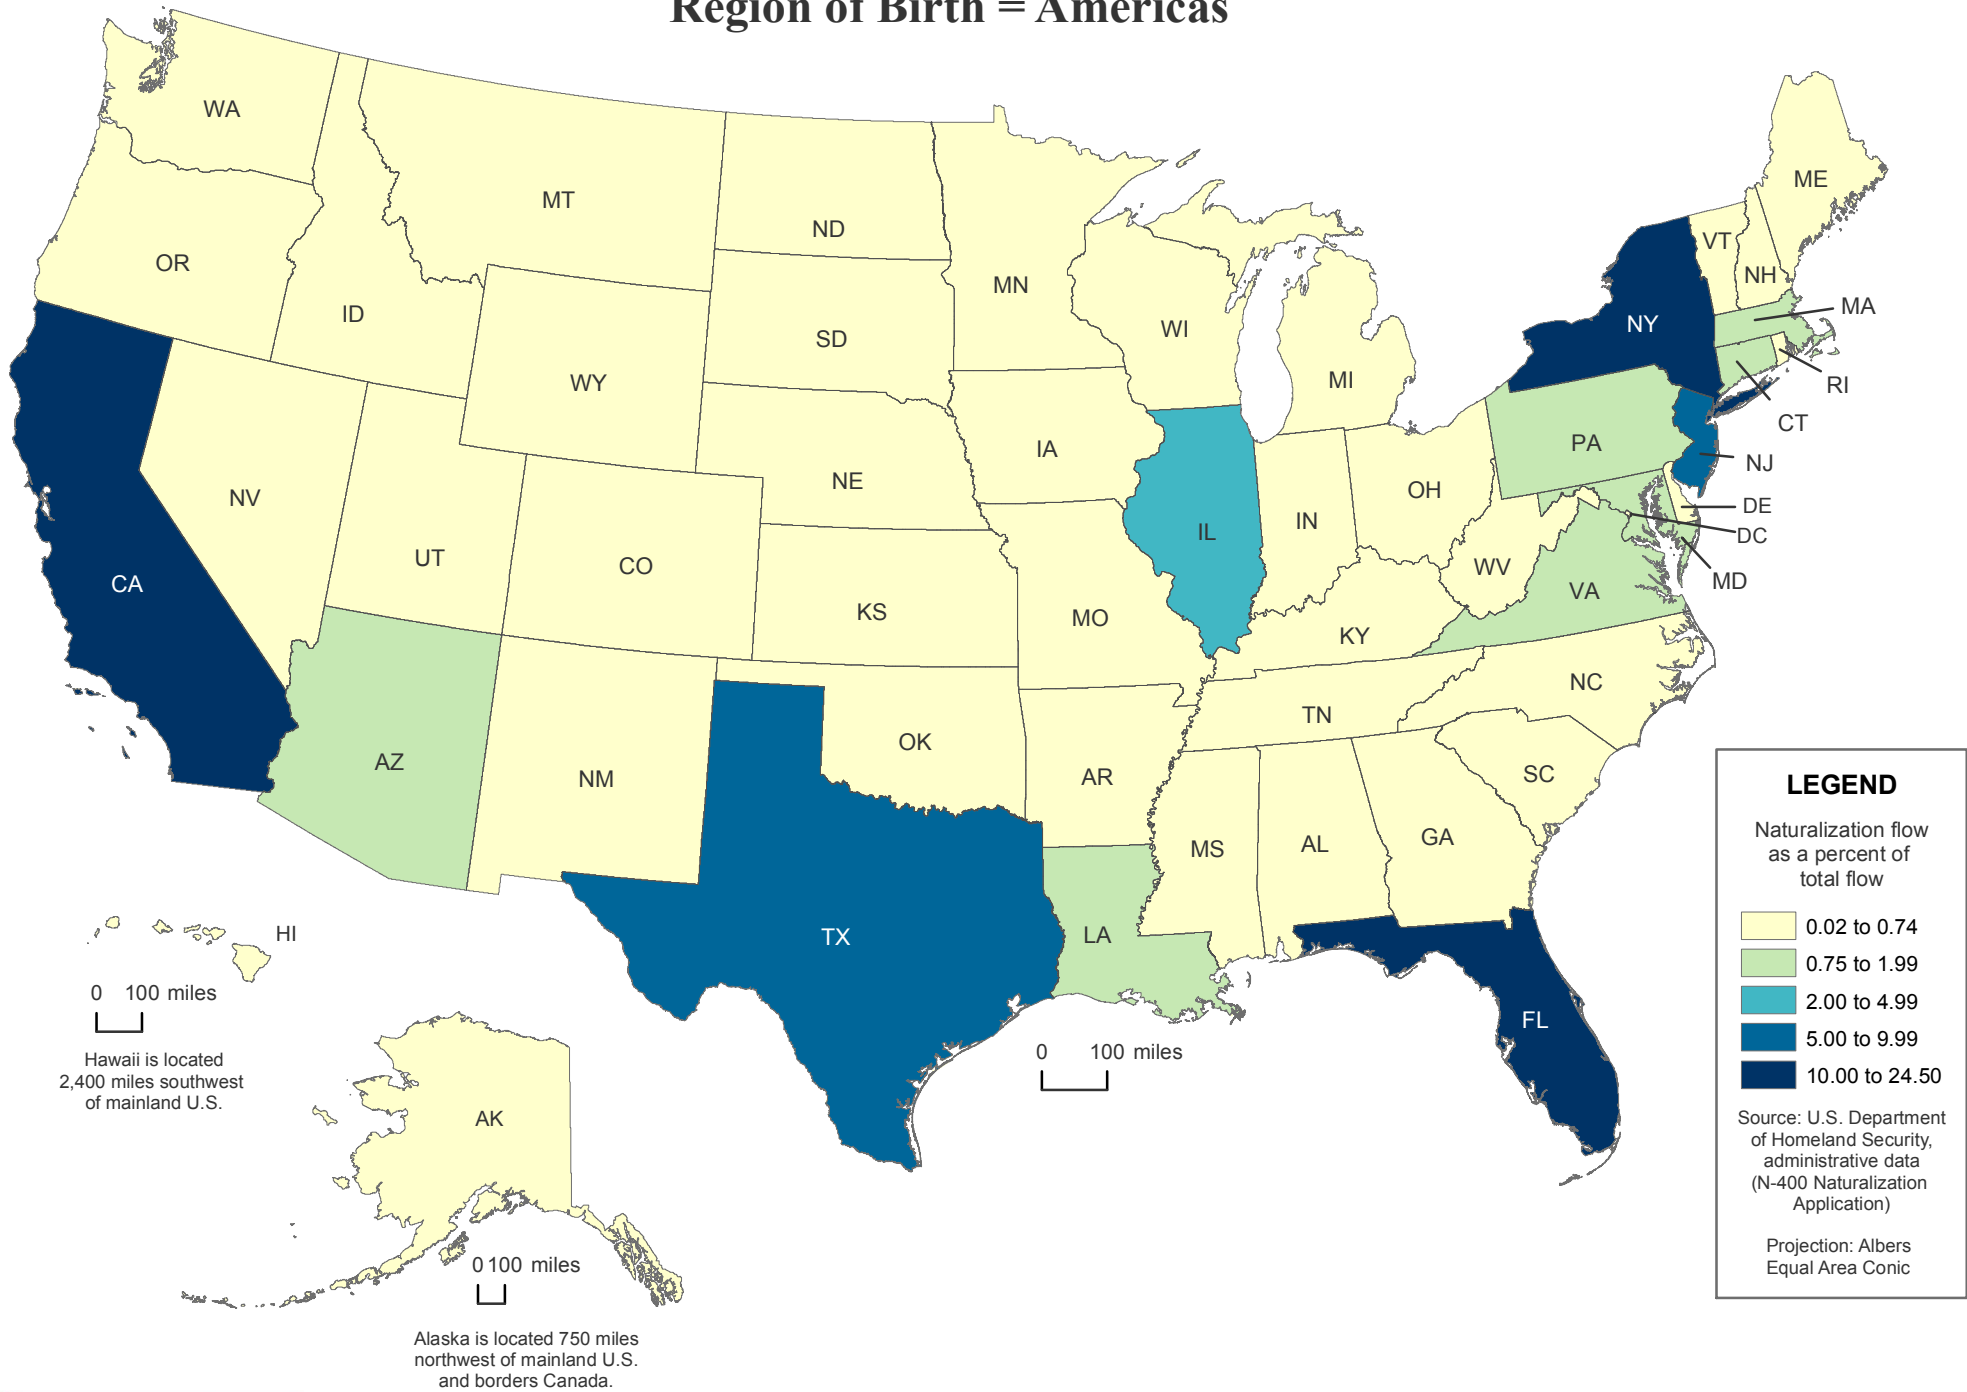 Region of Birth = Americas
WA
MT
ND
MN
ME
OR
ID
SD
WI
MI
VT
NH
NY
MA
RI
CT
WY
IA
NE
NV
UT
CO
KS
MO
IL
IN
OH
PA
NJ
DE
DC
MD
WV
VA
KY
CA
AZ
NM
OK
AR
TN
NC
SC
MS
AL
GA
TX
LA
FL
HI
0 100 miles
Hawaii is located
2,400 miles southwest
of mainland U.S.
AK
0 100 miles
Alaska is located 750 miles
northwest of mainland U.S.
and borders Canada.
0 100 miles
LEGEND
Naturalization flow
as a percent of
total flow
0.02 to 0.74
0.75 to 1.99
2.00 to 4.99
5.00 to 9.99
10.00 to 24.50
Source: U.S. Department
of Homeland Security,
administrative data
(N-400 Naturalization
Application)
Projection: Albers
Equal Area Conic